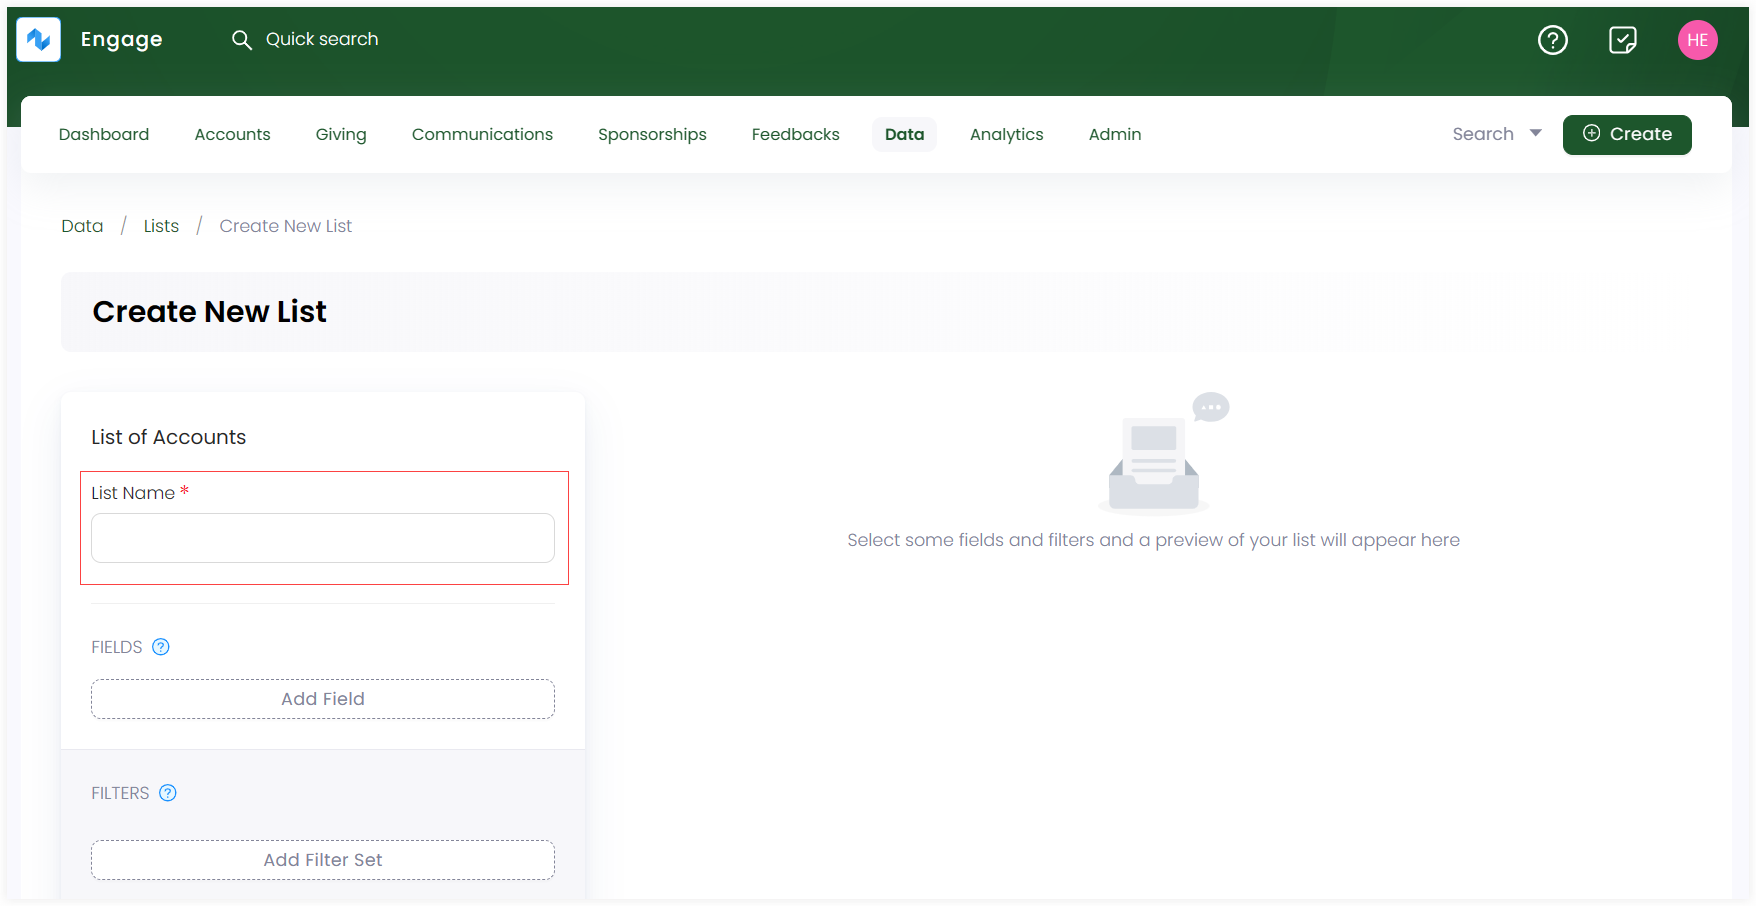 Engage
Quick search
HE
Dashboard Accounts Giving Communications Sponsorships Feedbacks Data Analytics Admin Search Create
Data / Lists / Create New List
Create New List
List of Accounts
List Name *
Select some fields and filters and a preview of your list will appear here
FIELDS ?
Add Field
FILTERS ?
Add Filter Set